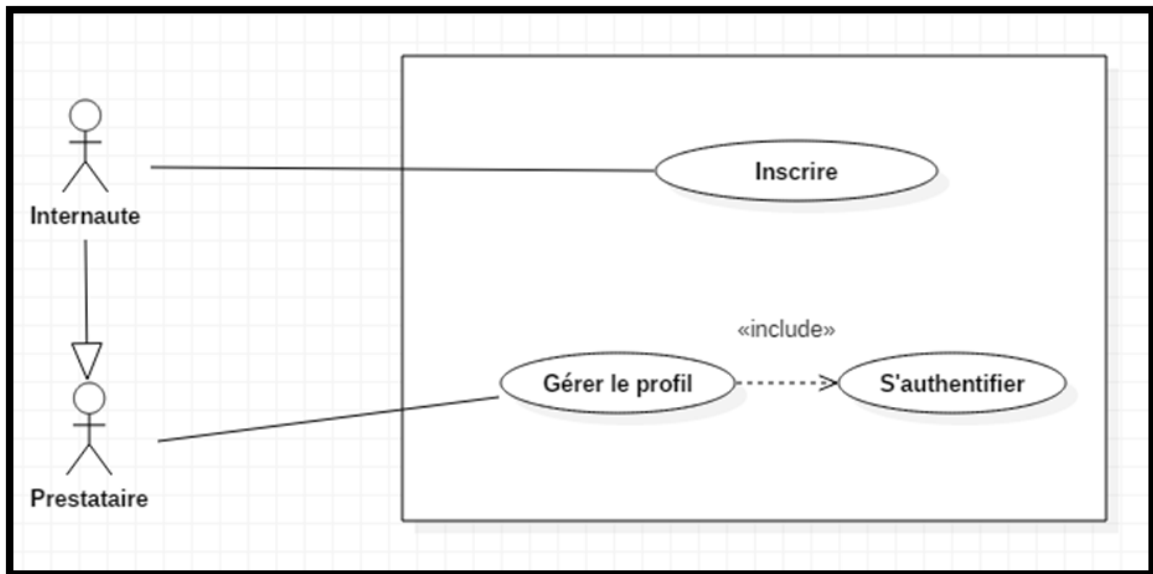 Internaute
Inscrire
«include»
Gérer le profil
S'authentifier
Prestataire